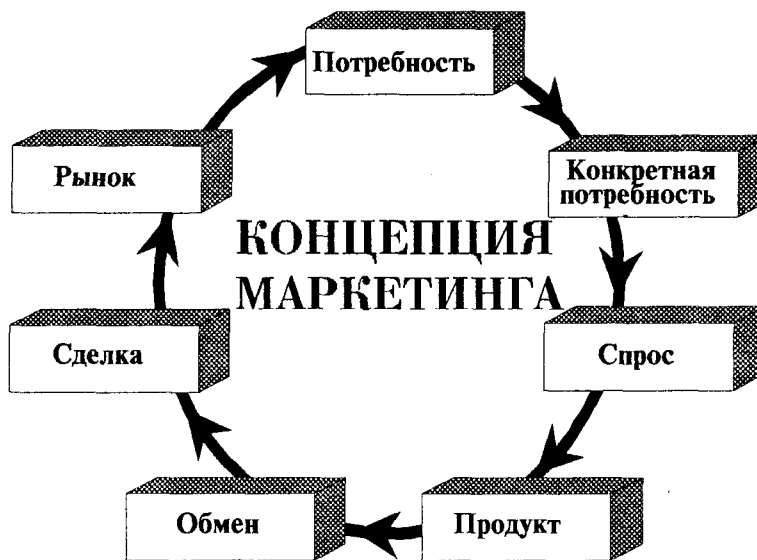 Потребность
Конкретная
потребность
Спрос
Продукт
Обмен
Сделка
Рынок
КОНЦЕПЦИЯ
МАРКЕТИНГА